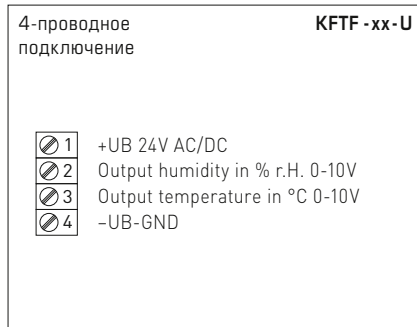 4-проводное KFTF -xx-U
подключение
1 +UB 24V AC/DC
2 Output humidity in % r.H. 0-10V
3 Output temperature in °C 0-10V
4 –UB-GND